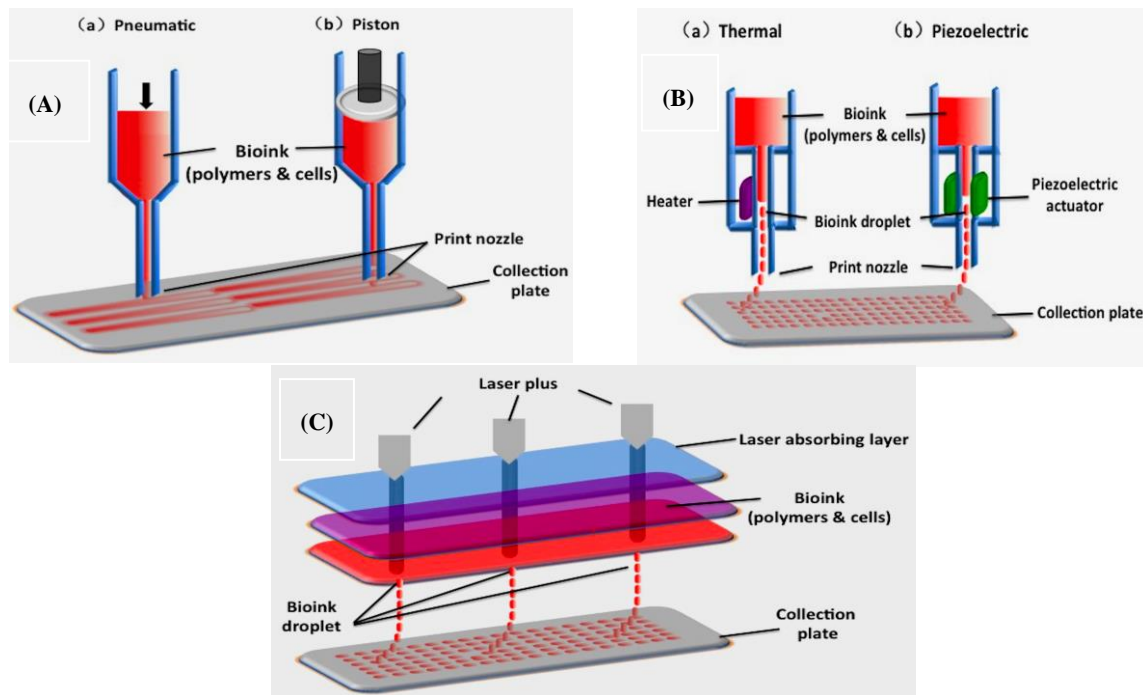 (a) Pneumatic
(b) Piston
(A)
Bioink
(polymers & cells)
Print nozzle
Collection
plate
(a) Thermal
(b) Piezoelectric
(B)
Bioink
(polymers & cells)
Heater
Piezoelectric
actuator
Bioink droplet
Print nozzle
Collection plate
Laser plus
(C)
Laser absorbing layer
Bioink
(polymers & cells)
Bioink
droplet
Collection
plate